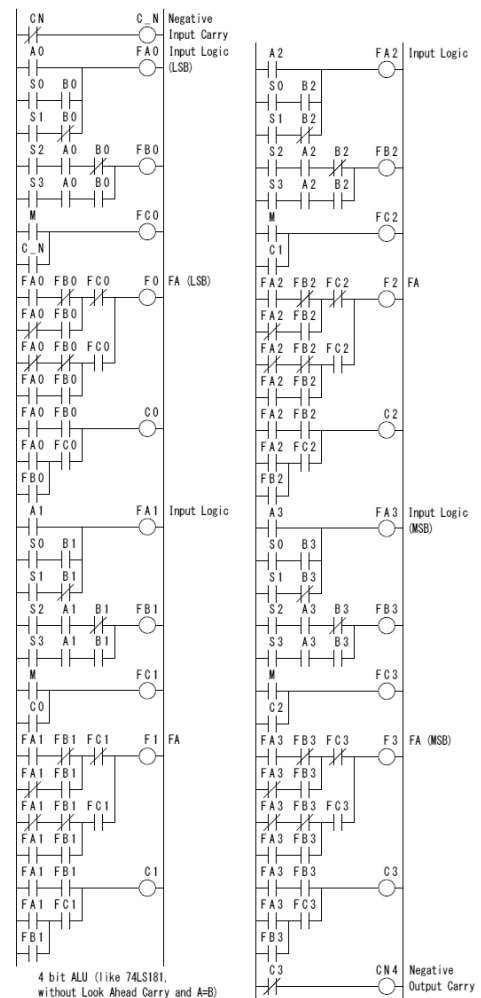 CN C_N Negative
Input Carry
A0 FA0 Input Logic
(LSB)
S0 B0
S1 B0
S2 A0 B0 FB0
S3 A0 B0
M FC0
C_N
FA0 FB0 FC0 F0 FA (LSB)
FA0 FB0
FA0 FB0 FC0
FA0 FB0
FA0 FB0 C0
FA0 FC0
FB0
A1 FA1 Input Logic
S0 B1
S1 B1
S2 A1 B1 FB1
S3 A1 B1
M FC1
C0
FA1 FB1 FC1 F1 FA
FA1 FB1
FA1 FB1 FC1
FA1 FB1
FA1 FB1 C1
FA1 FC1
FB1
4 bit ALU (like 74LS181,
without Look Ahead Carry and A=B)
A2 FA2 Input Logic
S0 B2
S1 B2
S2 A2 B2 FB2
S3 A2 B2
M FC2
C1
FA2 FB2 FC2 F2 FA
FA2 FB2
FA2 FB2 FC2
FA2 FB2
FA2 FB2 C2
FA2 FC2
FB2
A3 FA3 Input Logic
(MSB)
S0 B3
S1 B3
S2 A3 B3 FB3
S3 A3 B3
M FC3
C2
FA3 FB3 FC3 F3 FA (MSB)
FA3 FB3
FA3 FB3 FC3
FA3 FB3
FA3 FB3 C3
FA3 FC3
FB3
C3 CN4 Negative
Output Carry